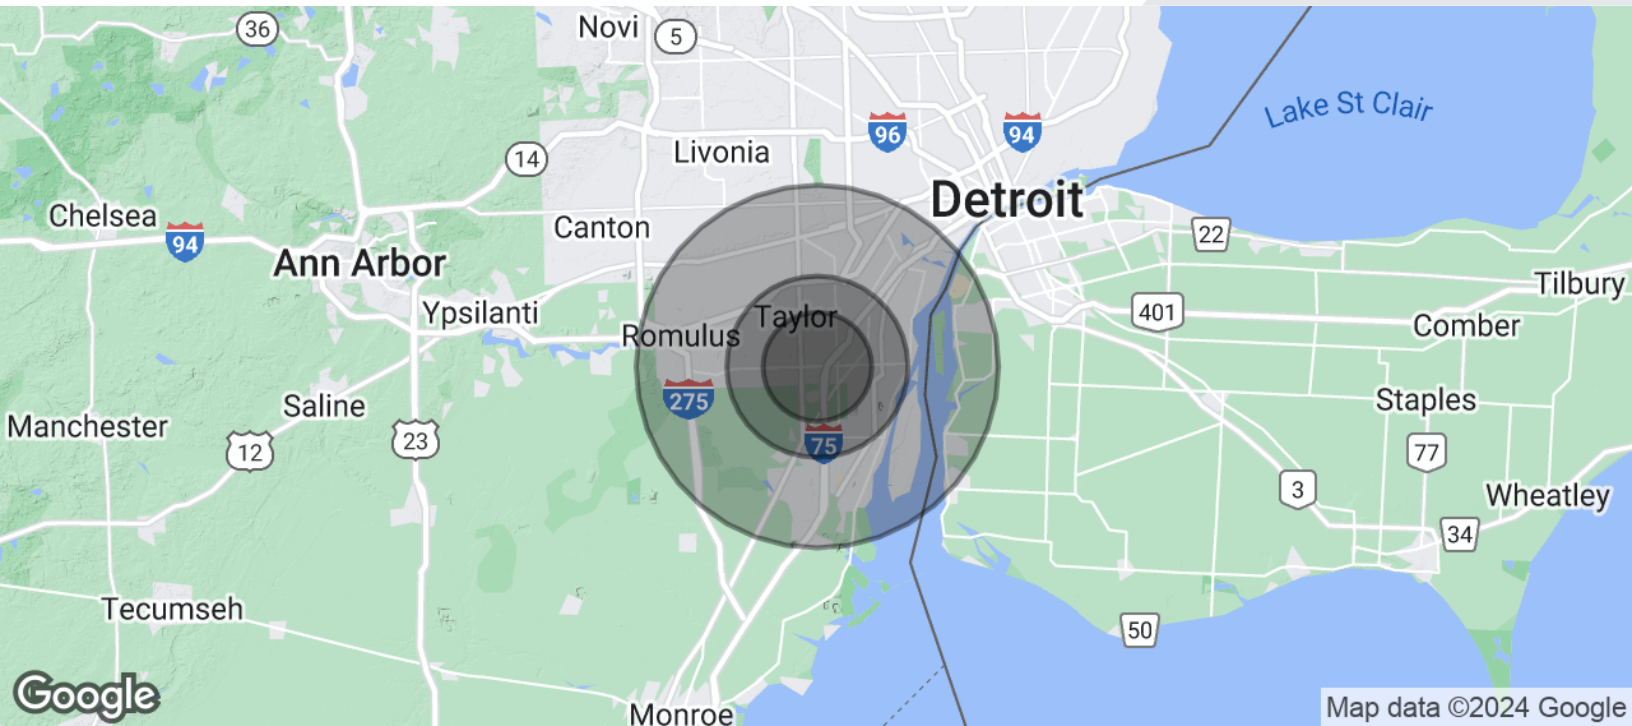 36
Novi
5
Lake St Clair
96
94
Livonia
14
Detroit
Chelsea
94
Canton
22
Ann Arbor
Tilbury
Ypsilanti
Taylor
401
Romulus
Comber
275
Saline
Staples
Manchester
12
23
75
77
3
Wheatley
34
Tecumseh
50
Google
Monroe
Map data ©2024 Google